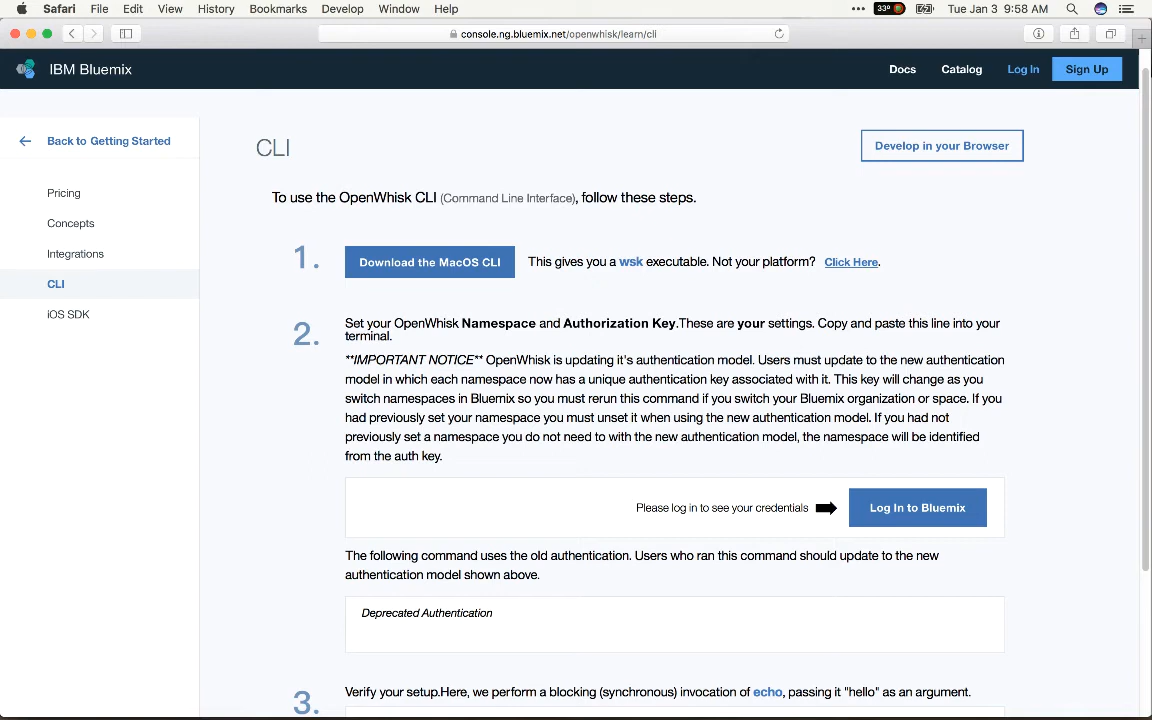 Safari File Edit View History Bookmarks Develop Window Help 33° Tue Jan 3 9:58 AM
console.ng.bluemix.net/openwhisk/learn/cli
IBM Bluemix Docs Catalog Log In Sign Up
Back to Getting Started
Pricing
Concepts
Integrations
CLI
iOS SDK
CLI
Develop in your Browser
To use the OpenWhisk CLI (Command Line Interface), follow these steps.
1. Download the MacOS CLI This gives you a wsk executable. Not your platform? Click Here.
2. Set your OpenWhisk Namespace and Authorization Key.These are your settings. Copy and paste this line into your
terminal.
**IMPORTANT NOTICE** OpenWhisk is updating it's authentication model. Users must update to the new authentication
model in which each namespace now has a unique authentication key associated with it. This key will change as you
switch namespaces in Bluemix so you must rerun this command if you switch your Bluemix organization or space. If you
had previously set your namespace you must unset it when using the new authentication model. If you had not
previously set a namespace you do not need to with the new authentication model, the namespace will be identified
from the auth key.
Please log in to see your credentials Log In to Bluemix
The following command uses the old authentication. Users who ran this command should update to the new
authentication model shown above.
Deprecated Authentication
3. Verify your setup.Here, we perform a blocking (synchronous) invocation of echo, passing it "hello" as an argument.